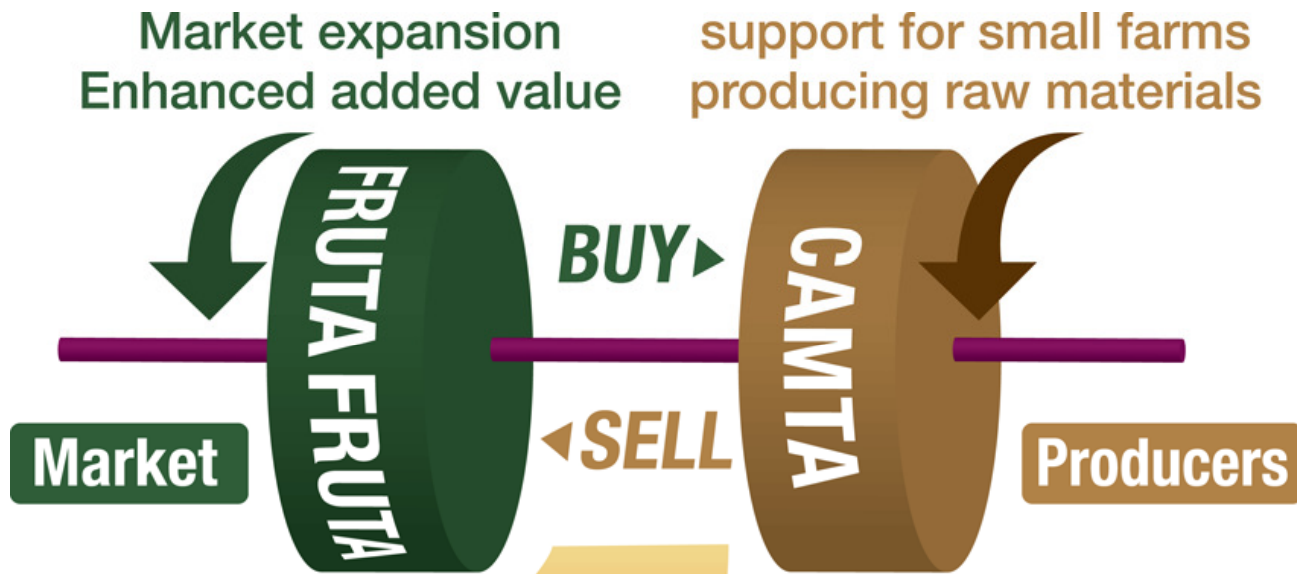 Market expansion
Enhanced added value
support for small farms
producing raw materials
FRUTA FRUTA
BUY
CAMTA
SELL
Market
Producers